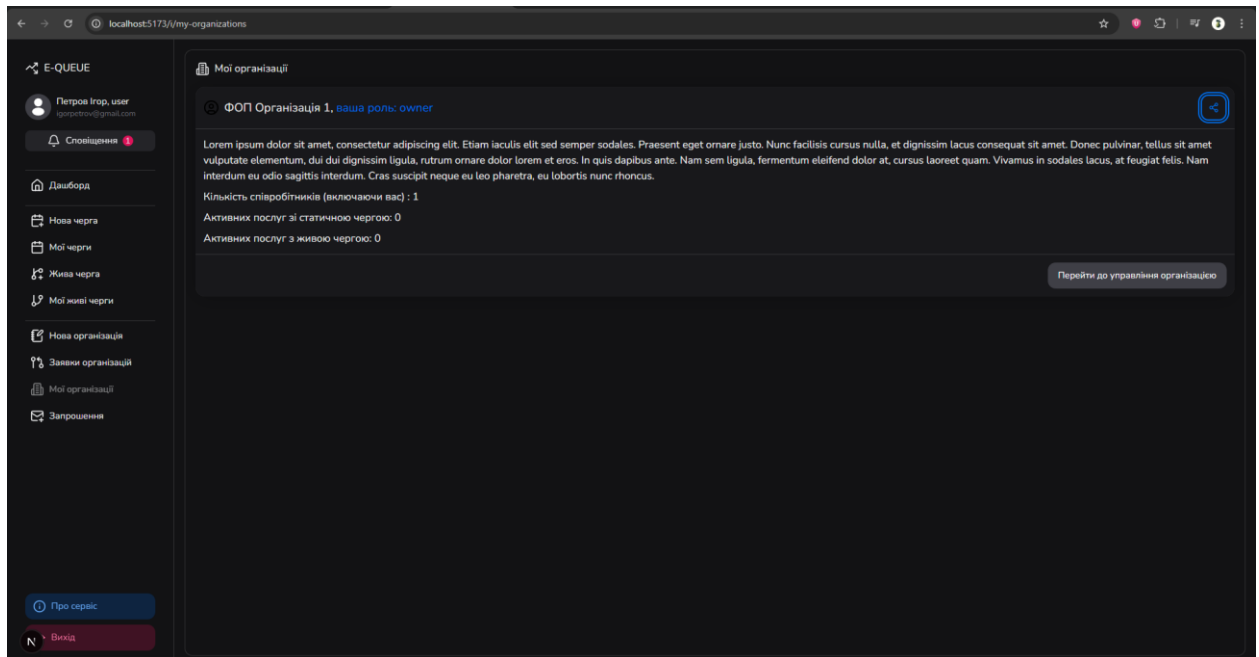 localhost:5173/i/my-organizations
E-QUEUE
Петров Ігор, user
igorpetrov@gmail.com
Сповіщення 1
Дашборд
Нова черга
Мої черги
Жива черга
Мої живі черги
Нова організація
Заявки організацій
Мої організації
Запрошення
Про сервіс
Вихід
N
Мої організації
ФОП Організація 1, ваша роль: owner
Lorem ipsum dolor sit amet, consectetur adipiscing elit. Etiam iaculis elit sed semper sodales. Praesent eget ornare justo. Nunc facilisis cursus nulla, et dignissim lacus consequat sit amet. Donec pulvinar, tellus sit amet
vulputate elementum, dui dui dignissim ligula, rutrum ornare dolor lorem et eros. In quis dapibus ante. Nam sem ligula, fermentum eleifend dolor at, cursus laoreet quam. Vivamus in sodales lacus, at feugiat felis. Nam
interdum eu odio sagittis interdum. Cras suscipit neque eu leo pharetra, eu lobortis nunc rhoncus.
Кількість співробітників (включаючи вас) : 1
Активних послуг зі статичною чергою: 0
Активних послуг з живою чергою: 0
Перейти до управління організацією